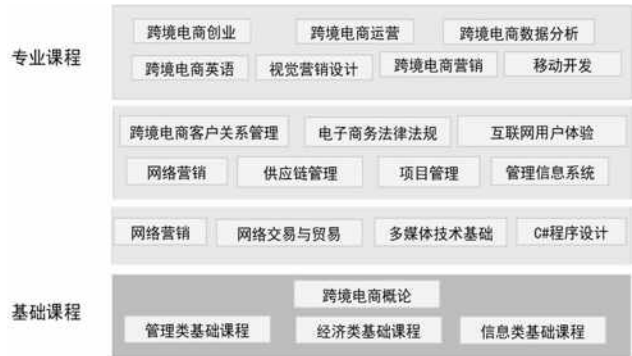 专业课程
跨境电商创业 跨境电商运营 跨境电商数据分析
跨境电商英语 视觉营销设计 跨境电商营销 移动开发
跨境电商客户关系管理 电子商务法律法规 互联网用户体验
网络营销 供应链管理 项目管理 管理信息系统
网络营销 网络交易与贸易 多媒体技术基础 C#程序设计
基础课程
跨境电商概论
管理类基础课程 经济类基础课程 信息类基础课程